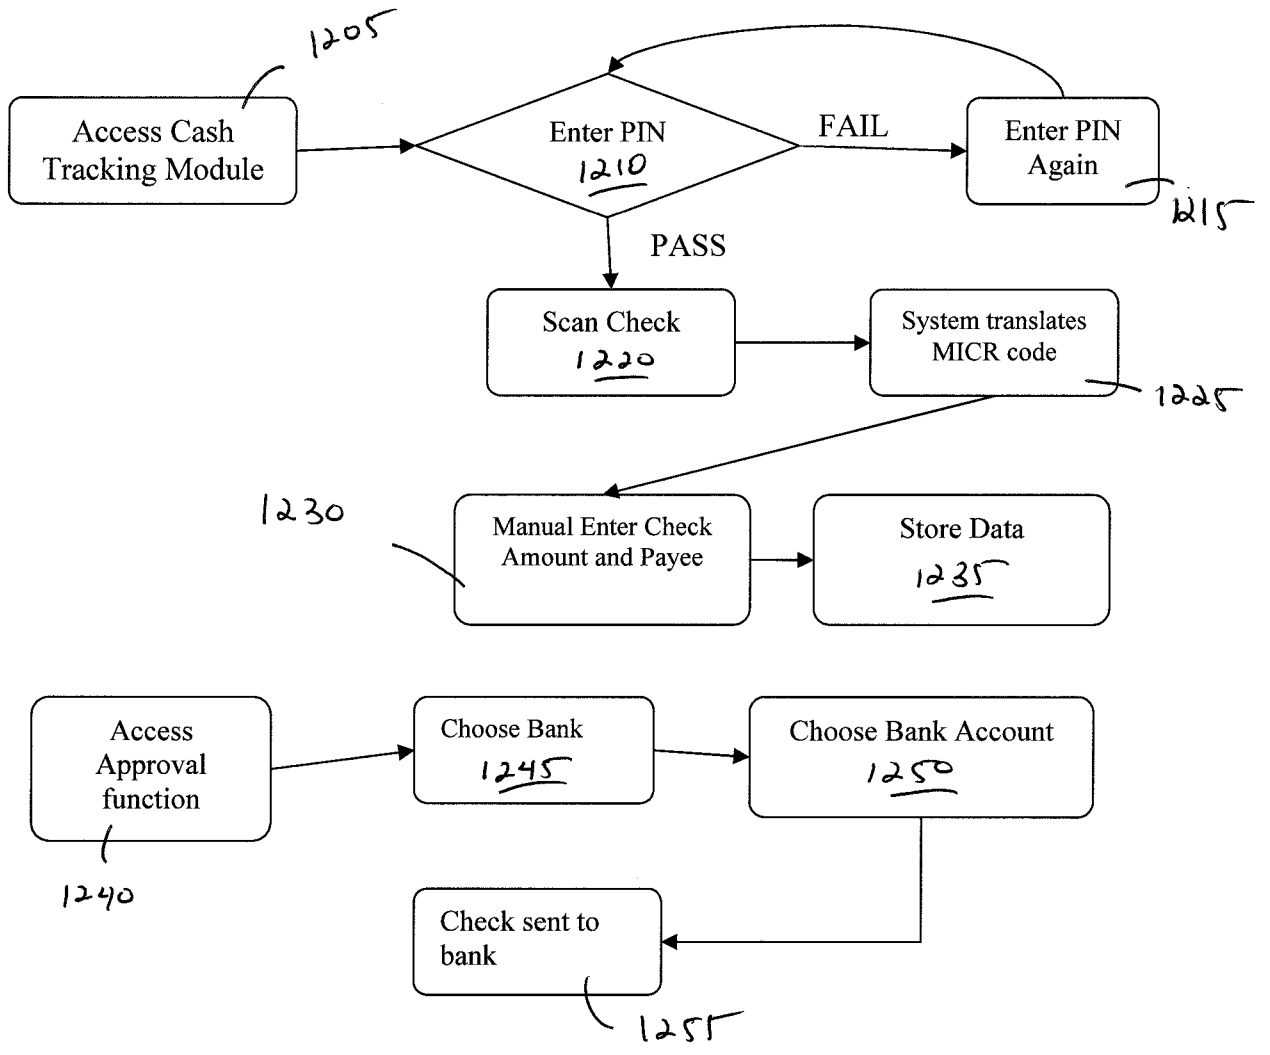 1205
Access Cash
Tracking Module
Enter PIN
1210
FAIL
Enter PIN
Again
1215
PASS
Scan Check
1220
System translates
MICR code
1225
1230
Manual Enter Check
Amount and Payee
Store Data
1235
Access
Approval
function
1240
Choose Bank
1245
Choose Bank Account
1250
Check sent to
bank
1255